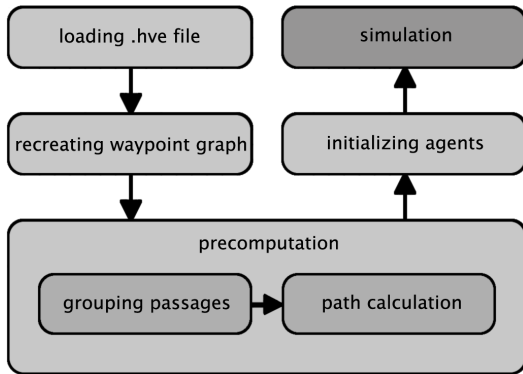 loading .hve file
simulation
recreating waypoint graph
initializing agents
precomputation
grouping passages
path calculation